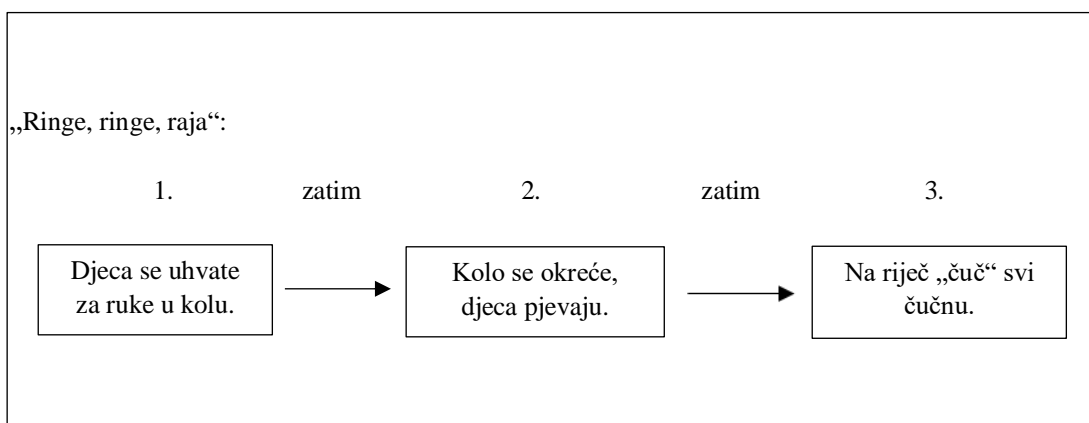 „Ringe, ringe, raja“:
1. zatim 2. zatim 3.
Djeca se uhvate
za ruke u kolu.
Kolo se okreće,
djeca pjevaju.
Na riječ „čuč“ svi
čučnu.